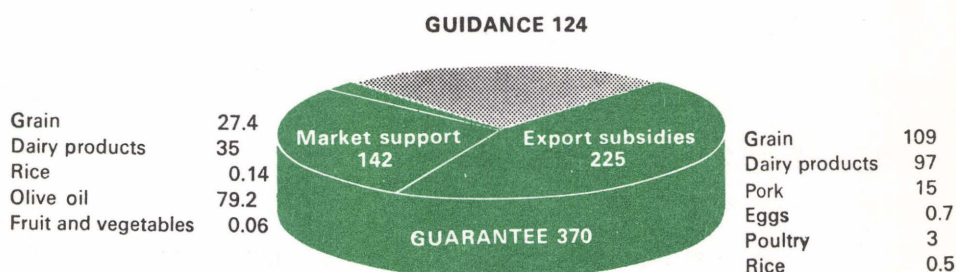 GUIDANCE 124
Grain 27.4
Dairy products 35
Rice 0.14
Olive oil 79.2
Fruit and vegetables 0.06
Market support
142
Export subsidies
225
GUARANTEE 370
Grain 109
Dairy products 97
Pork 15
Eggs 0.7
Poultry 3
Rice 0.5